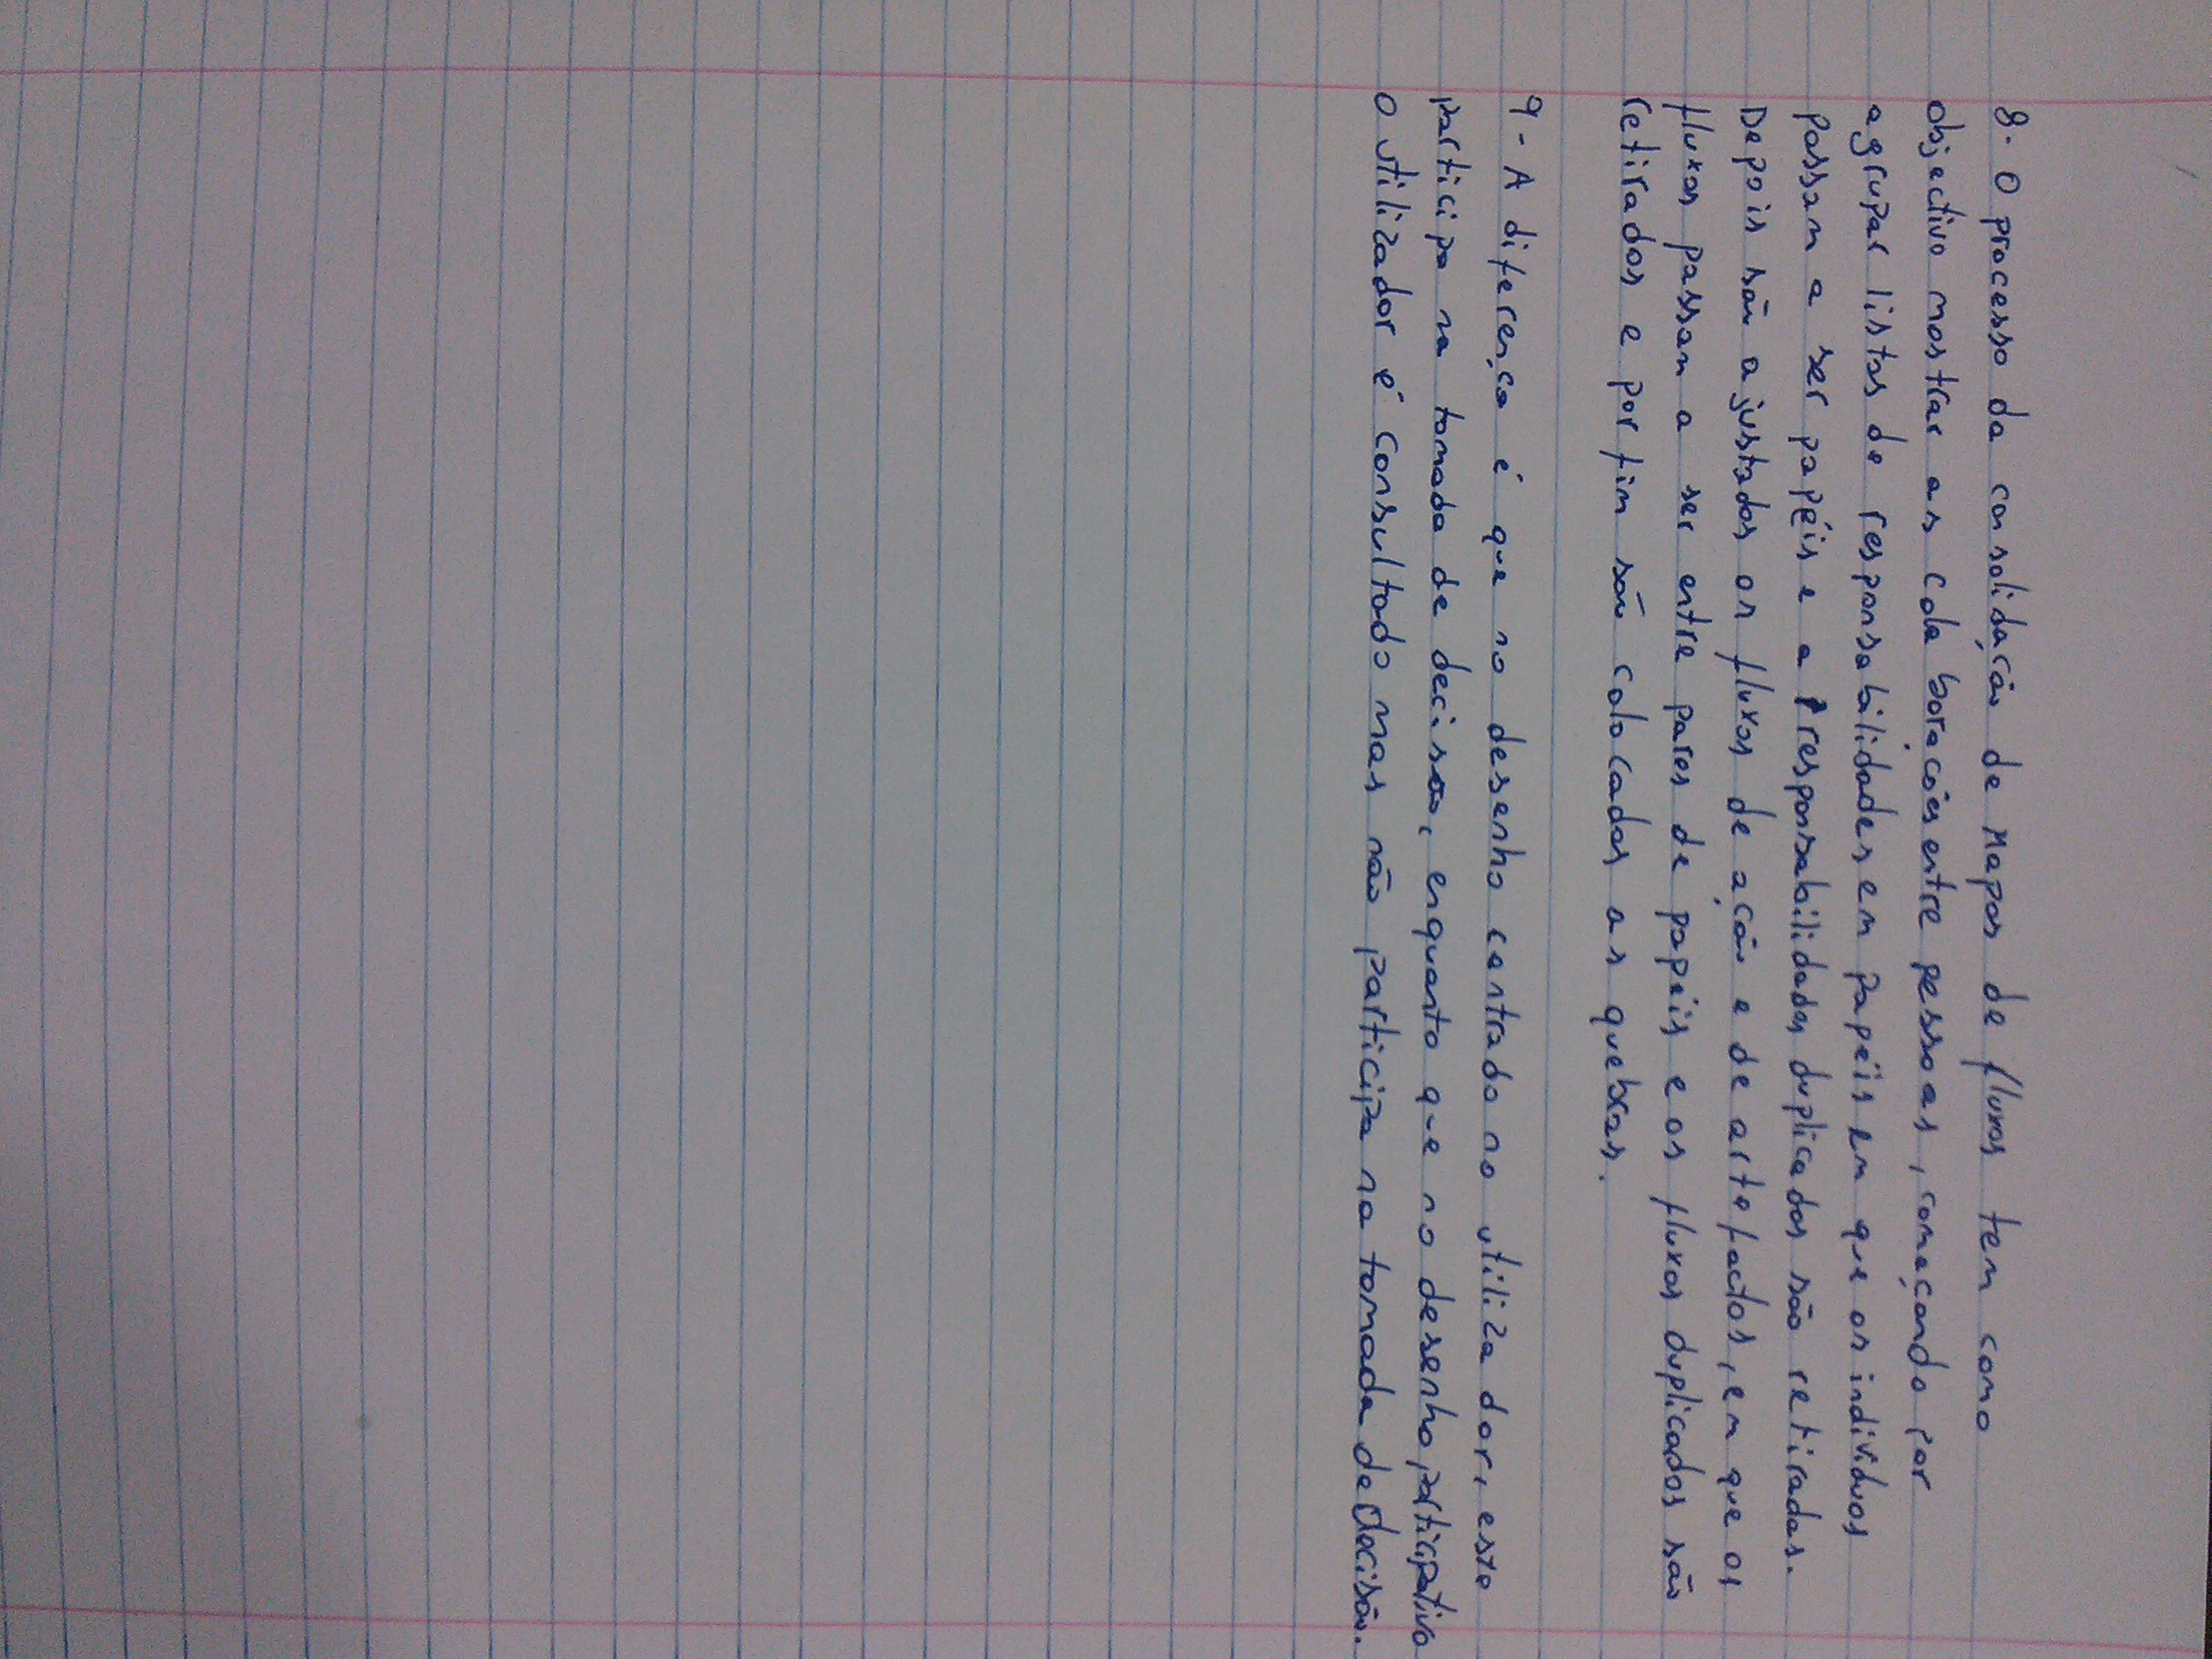 8- O processo da consolidação de Mapas de fluxos tem como
objectivo mostrar as colaborações entre pessoas, começando por
agrupar listas de responsabilidades em papéis em que os indivíduos
passam a ser papéis e a responsabilidades duplicadas são retiradas.
Depois são ajustados os fluxos de ação e de artefactos, em que os
fluxos passam a ser entre pares de papéis e os fluxos duplicados são
retirados e por fim são colocadas as quebras.
9- A diferença é que no desenho centrado no utilizador, este
participa na tomada de decisão, enquanto que no desenho participativo
o utilizador é consultado mas não participa na tomada de decisão.